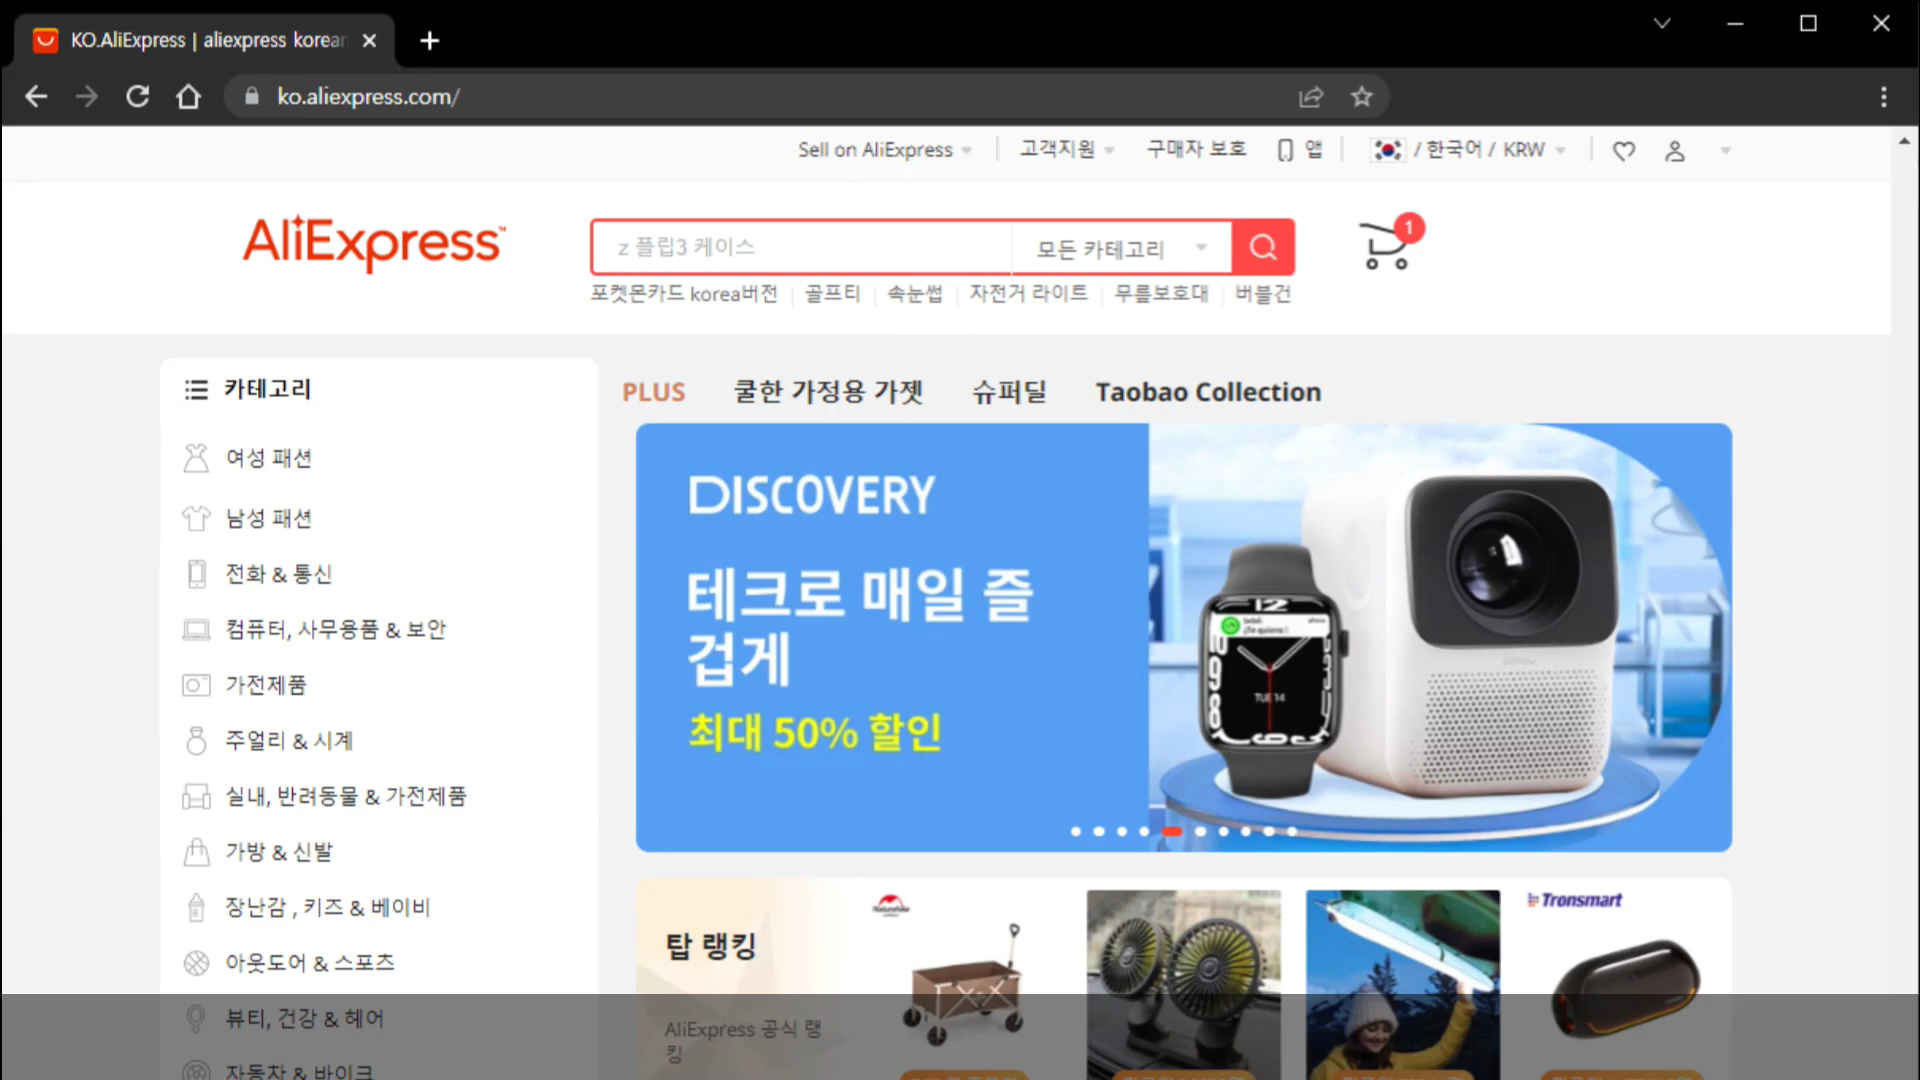 KO.AliExpress | aliexpress korean
ko.aliexpress.com/
Sell on AliExpress
고객지원
구매자 보호
앱
/ 한국어 / KRW
AliExpress™
z 플립3 케이스
모든 카테고리
1
포켓몬카드 korea버전
골프티
속눈썹
자전거 라이트
무릎보호대
버블건
카테고리
여성 패션
남성 패션
전화 & 통신
컴퓨터, 사무용품 & 보안
가전제품
주얼리 & 시계
실내, 반려동물 & 가전제품
가방 & 신발
장난감 , 키즈 & 베이비
아웃도어 & 스포츠
뷰티, 건강 & 헤어
자동차 & 바이크
PLUS
쿨한 가정용 가젯
슈퍼딜
Taobao Collection
DISCOVERY
테크로 매일 즐
겁게
최대 50% 할인
12
TUE 14
탑 랭킹
AliExpress 공식 랭
킹
Naturehike
Tronsmart